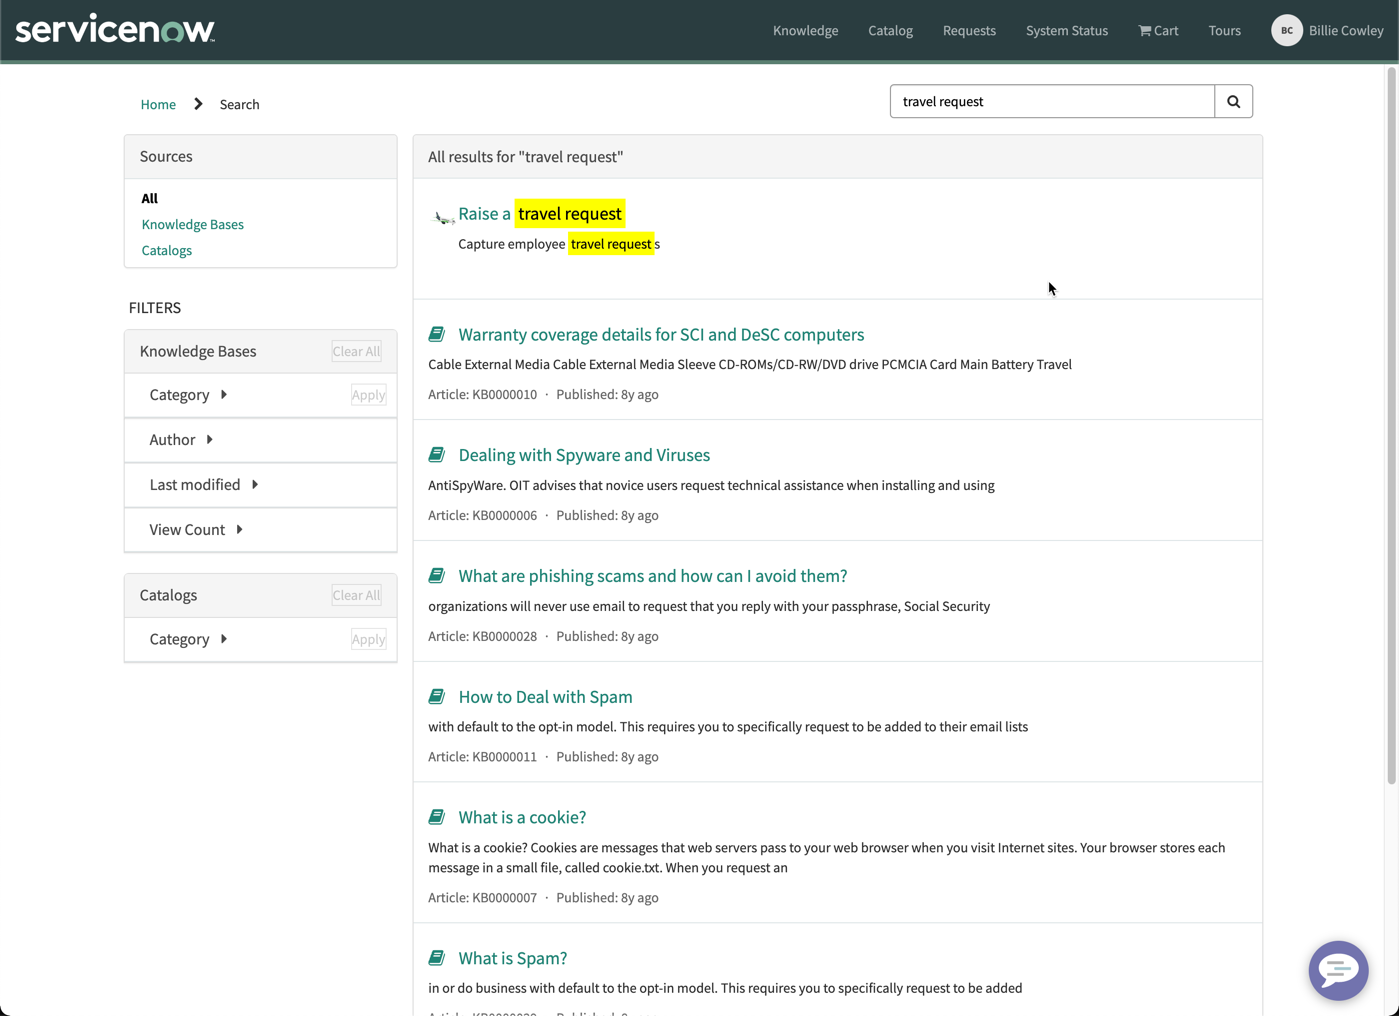 servicenow
Knowledge Catalog Requests System Status Cart Tours BC Billie Cowley
Home Search
travel request
Sources
All
Knowledge Bases
Catalogs
FILTERS
Knowledge Bases Clear All
Category Apply
Author
Last modified
View Count
Catalogs Clear All
Category Apply
All results for "travel request"
Raise a travel request
Capture employee travel requests
Warranty coverage details for SCI and DeSC computers
Cable External Media Cable External Media Sleeve CD-ROMs/CD-RW/DVD drive PCMCIA Card Main Battery Travel
Article: KB0000010 · Published: 8y ago
Dealing with Spyware and Viruses
AntiSpyWare. OIT advises that novice users request technical assistance when installing and using
Article: KB0000006 · Published: 8y ago
What are phishing scams and how can I avoid them?
organizations will never use email to request that you reply with your passphrase, Social Security
Article: KB0000028 · Published: 8y ago
How to Deal with Spam
with default to the opt-in model. This requires you to specifically request to be added to their email lists
Article: KB0000011 · Published: 8y ago
What is a cookie?
What is a cookie? Cookies are messages that web servers pass to your web browser when you visit Internet sites. Your browser stores each
message in a small file, called cookie.txt. When you request an
Article: KB0000007 · Published: 8y ago
What is Spam?
in or do business with default to the opt-in model. This requires you to specifically request to be added